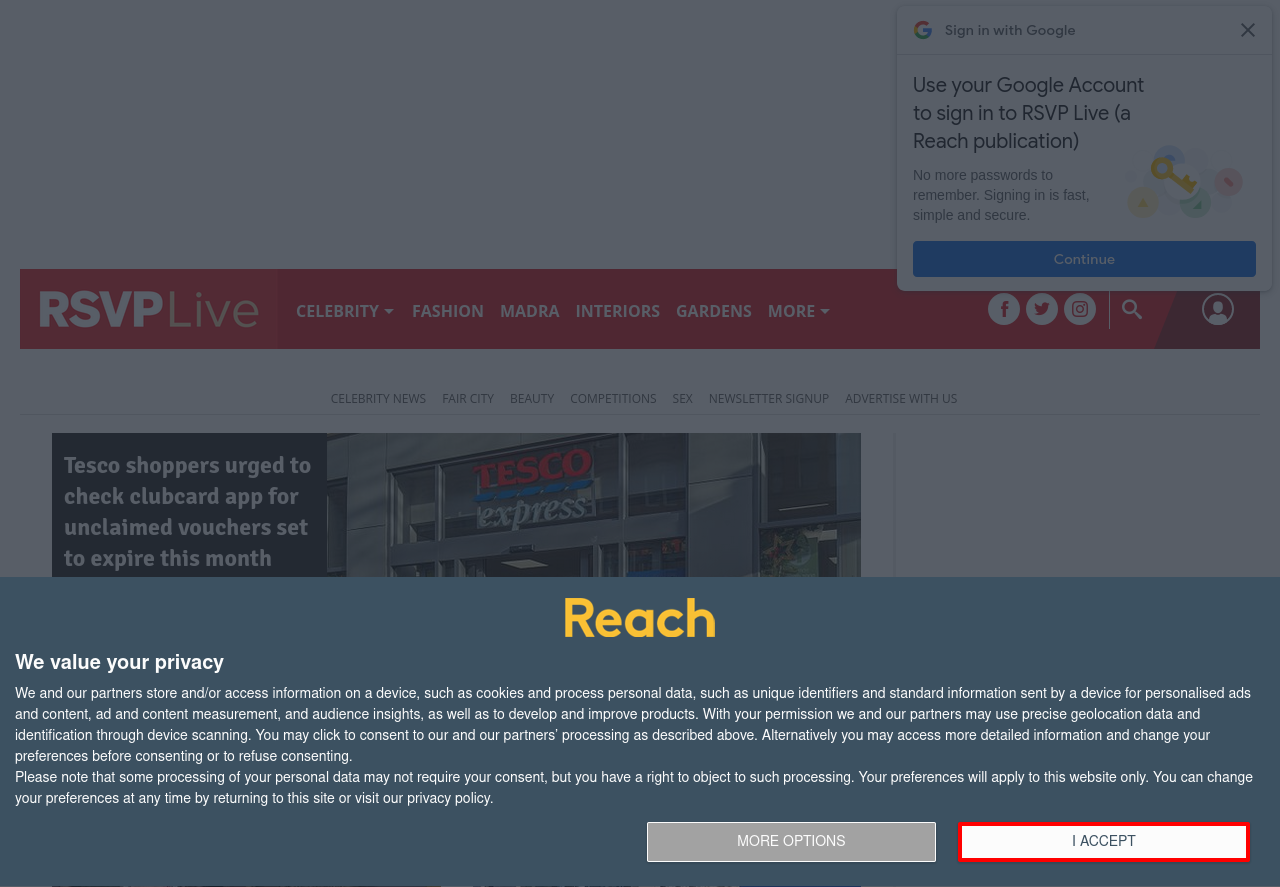 Sign in with Google
Use your Google Account
to sign in to RSVP Live (a
Reach publication)
No more passwords to
remember. Signing in is fast,
simple and secure.
Continue
RSVP Live
CELEBRITY FASHION MADRA INTERIORS GARDENS MORE
CELEBRITY NEWS FAIR CITY BEAUTY COMPETITIONS SEX NEWSLETTER SIGNUP ADVERTISE WITH US
Tesco shoppers urged to
check clubcard app for
unclaimed vouchers set
to expire this month
TESCO
express
Reach
We value your privacy
We and our partners store and/or access information on a device, such as cookies and process personal data, such as unique identifiers and standard information sent by a device for personalised ads
and content, ad and content measurement, and audience insights, as well as to develop and improve products. With your permission we and our partners may use precise geolocation data and
identification through device scanning. You may click to consent to our and our partners’ processing as described above. Alternatively you may access more detailed information and change your
preferences before consenting or to refuse consenting.
Please note that some processing of your personal data may not require your consent, but you have a right to object to such processing. Your preferences will apply to this website only. You can change
your preferences at any time by returning to this site or visit our privacy policy.
MORE OPTIONS
I ACCEPT